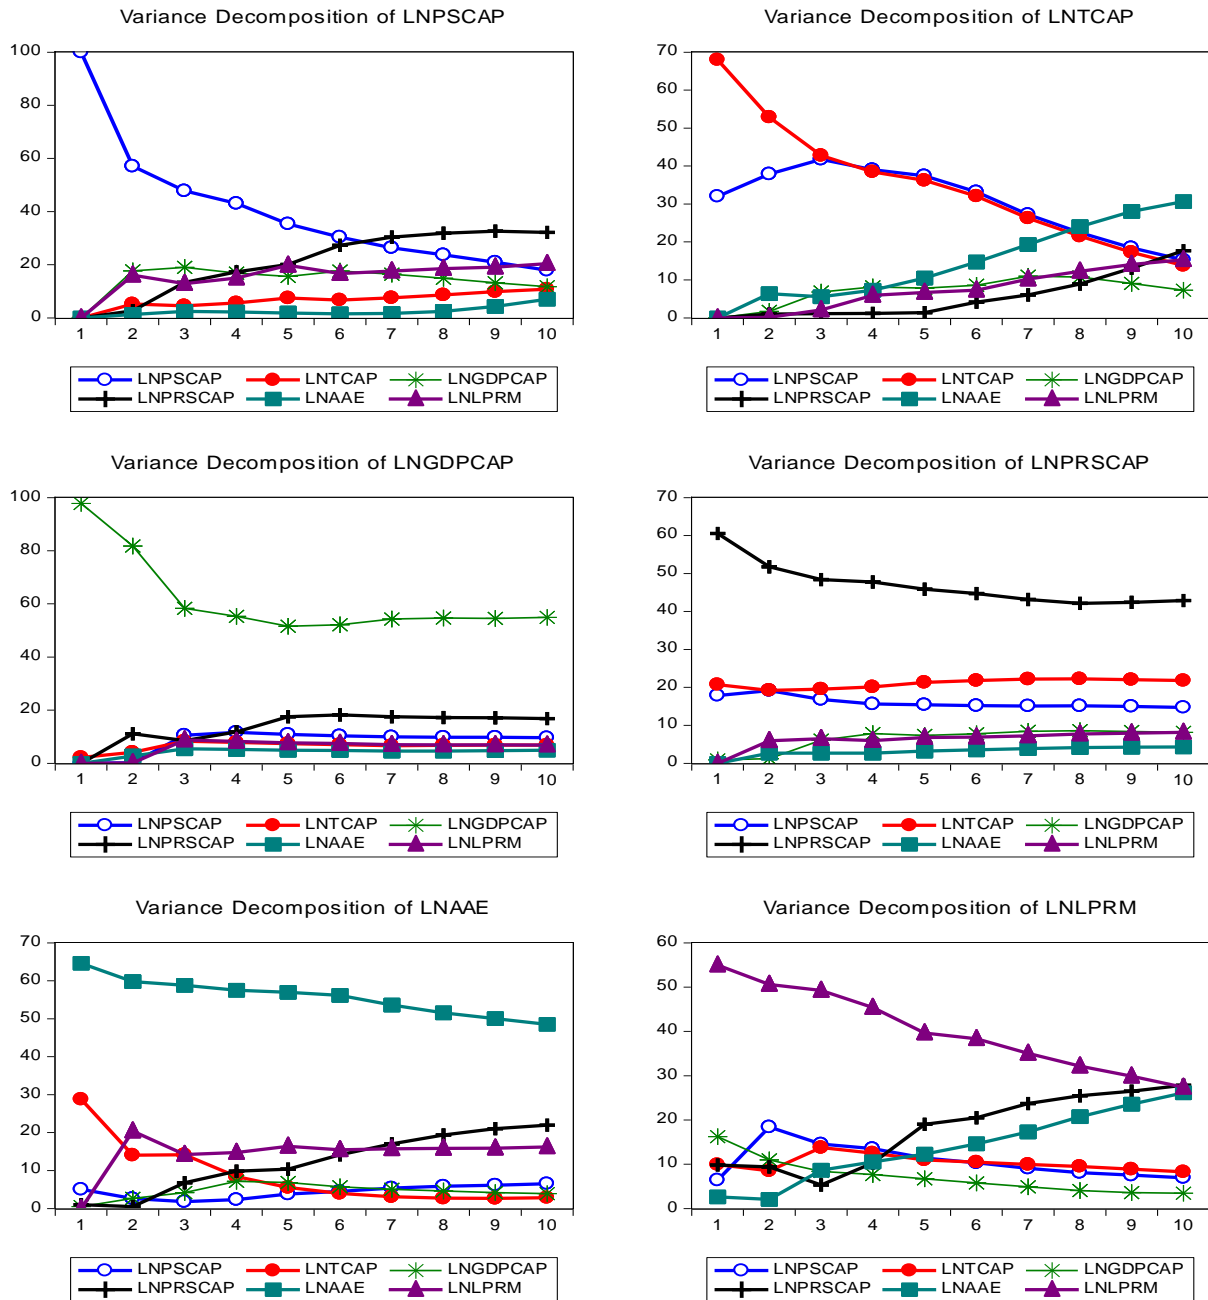 Variance Decomposition of LNPSCAP
100
80
60
40
20
0
1 2 3 4 5 6 7 8 9 10
LNPSCAP LNTCAP LNGDPCAP
LNPRSCAP LNAAE LNLPRM
Variance Decomposition of LNTCAP
70
60
50
40
30
20
10
0
1 2 3 4 5 6 7 8 9 10
LNPSCAP LNTCAP LNGDPCAP
LNPRSCAP LNAAE LNLPRM
Variance Decomposition of LNGDPCAP
100
80
60
40
20
0
1 2 3 4 5 6 7 8 9 10
LNPSCAP LNTCAP LNGDPCAP
LNPRSCAP LNAAE LNLPRM
Variance Decomposition of LNPRSCAP
70
60
50
40
30
20
10
0
1 2 3 4 5 6 7 8 9 10
LNPSCAP LNTCAP LNGDPCAP
LNPRSCAP LNAAE LNLPRM
Variance Decomposition of LNAAE
70
60
50
40
30
20
10
0
1 2 3 4 5 6 7 8 9 10
LNPSCAP LNTCAP LNGDPCAP
LNPRSCAP LNAAE LNLPRM
Variance Decomposition of LNLPRM
60
50
40
30
20
10
0
1 2 3 4 5 6 7 8 9 10
LNPSCAP LNTCAP LNGDPCAP
LNPRSCAP LNAAE LNLPRM